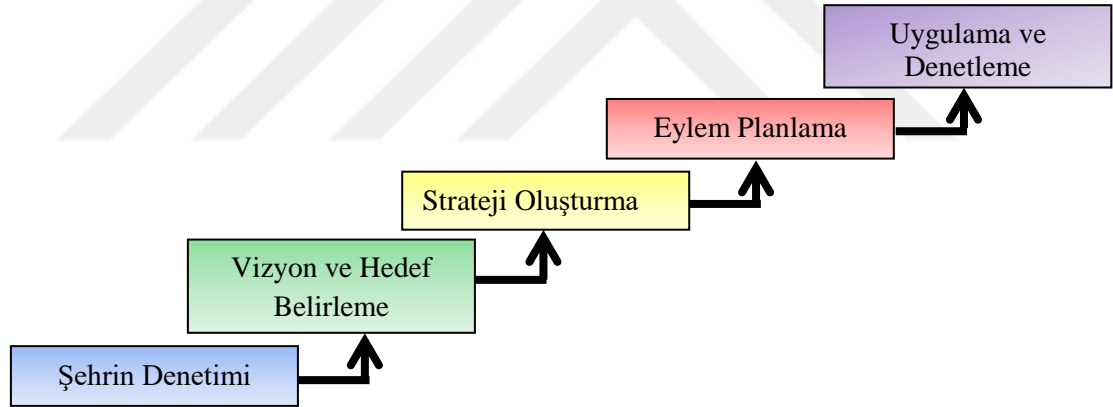 Uygulama ve
Denetleme
Eylem Planlama
Strateji Oluşturma
Vizyon ve Hedef
Belirleme
Şehrin Denetimi